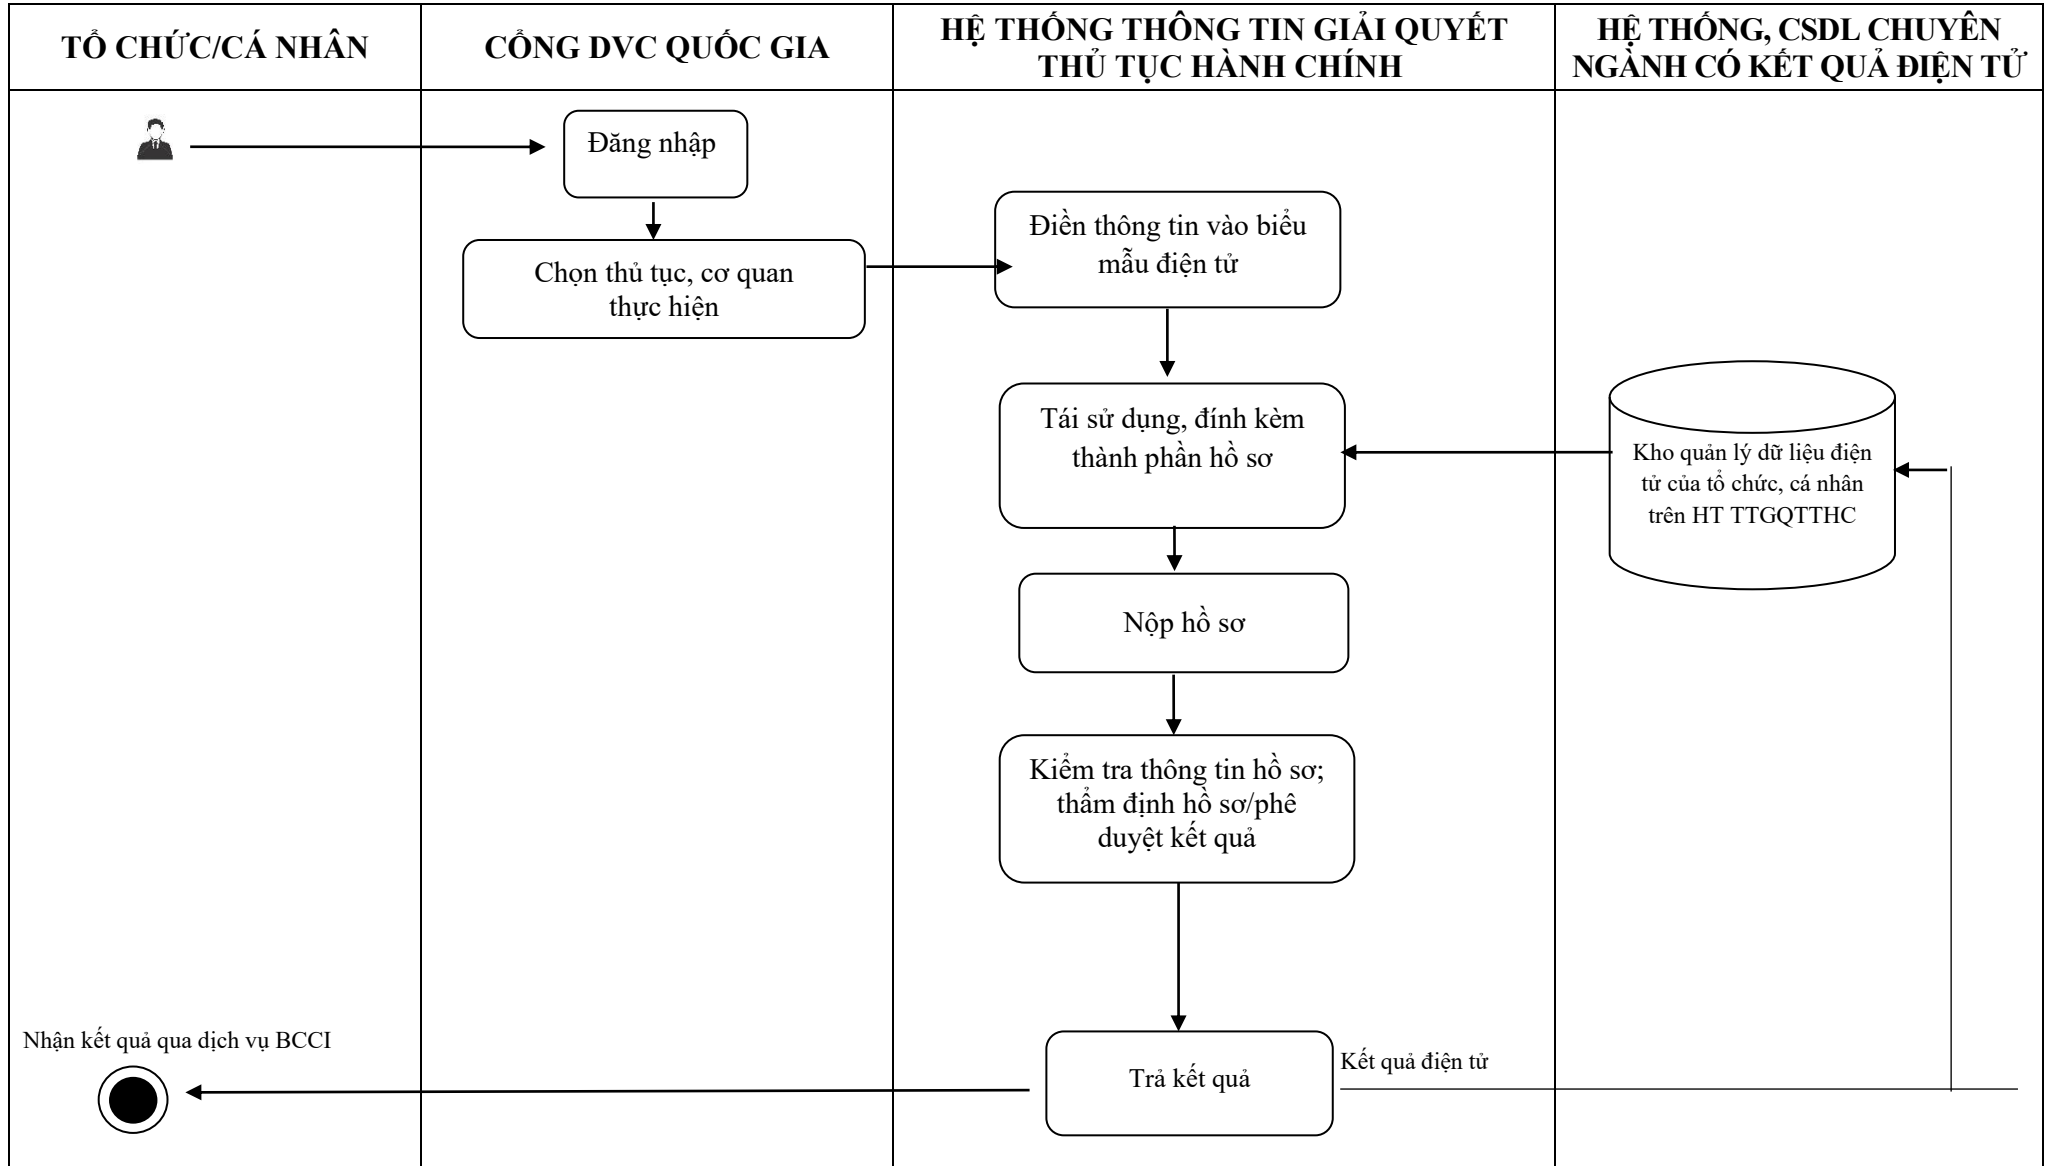 TỔ CHỨC/CÁ NHÂN
CỔNG DVC QUỐC GIA
HỆ THỐNG THÔNG TIN GIẢI QUYẾT
THỦ TỤC HÀNH CHÍNH
HỆ THỐNG, CSDL CHUYÊN
NGÀNH CÓ KẾT QUẢ ĐIỆN TỬ
Đăng nhập
Chọn thủ tục, cơ quan
thực hiện
Điền thông tin vào biểu
mẫu điện tử
Tái sử dụng, đính kèm
thành phần hồ sơ
Kho quản lý dữ liệu điện
tử của tổ chức, cá nhân
trên HT TTGQTTHC
Nộp hồ sơ
Kiểm tra thông tin hồ sơ;
thẩm định hồ sơ/phê
duyệt kết quả
Nhận kết quả qua dịch vụ BCCI
Trả kết quả
Kết quả điện tử